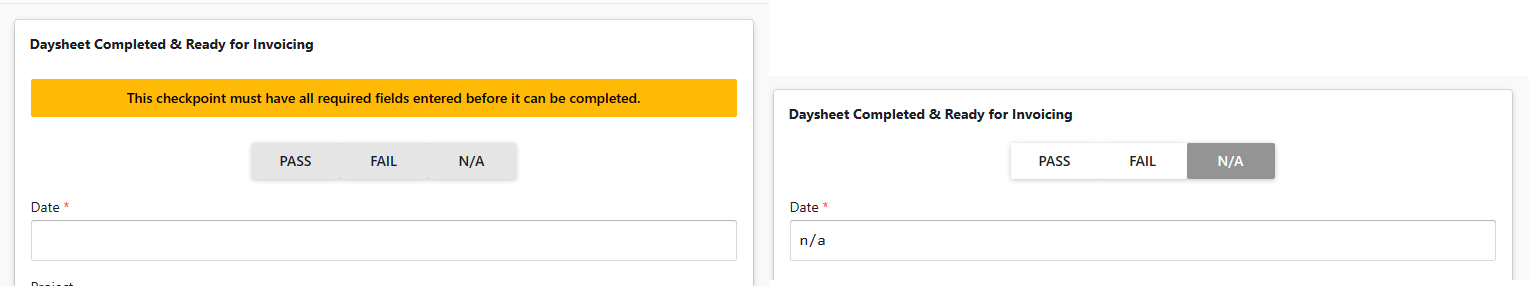 Daysheet Completed & Ready for Invoicing
This checkpoint must have all required fields entered before it can be completed.
PASS FAIL N/A
Date *
Daysheet Completed & Ready for Invoicing
PASS FAIL N/A
Date *
n/a